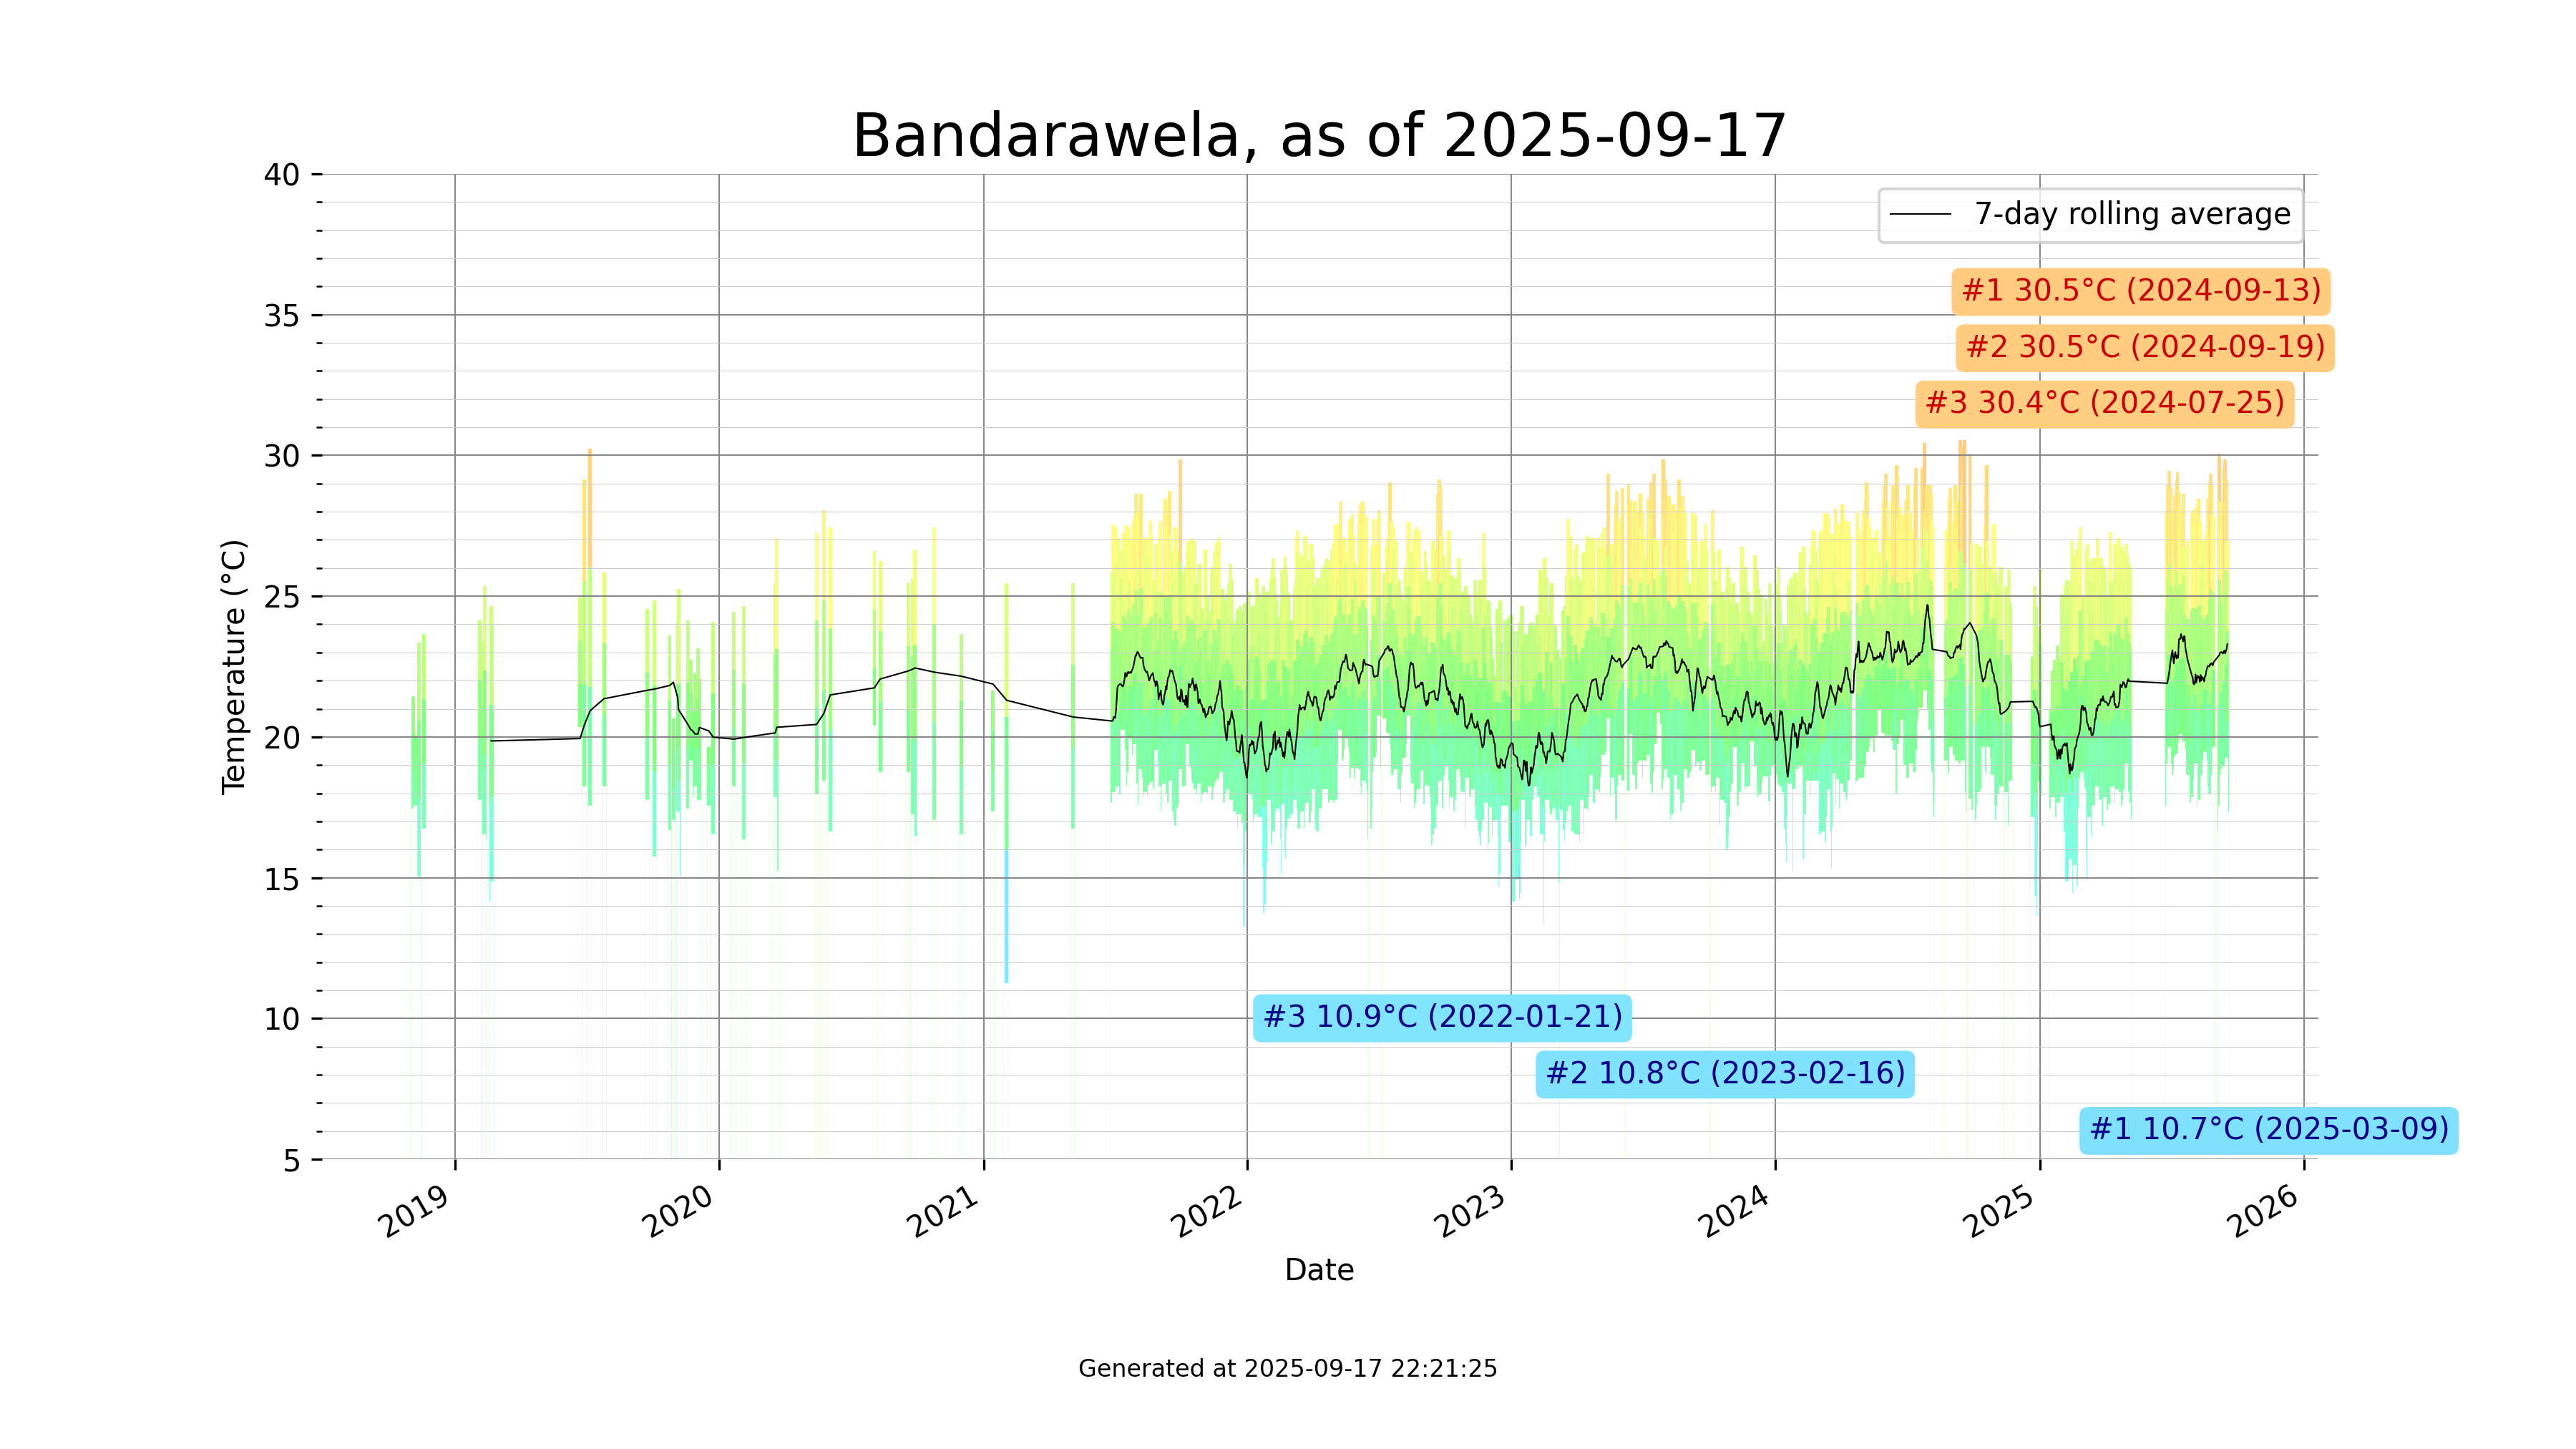 Bandarawela, as of 2025-09-17
40
35
30
25
20
15
10
5
Temperature (°C)
7-day rolling average
#1 30.5°C (2024-09-13)
#2 30.5°C (2024-09-19)
#3 30.4°C (2024-07-25)
#3 10.9°C (2022-01-21)
#2 10.8°C (2023-02-16)
#1 10.7°C (2025-03-09)
2019
2020
2021
2022
2023
2024
2025
2026
Date
Generated at 2025-09-17 22:21:25